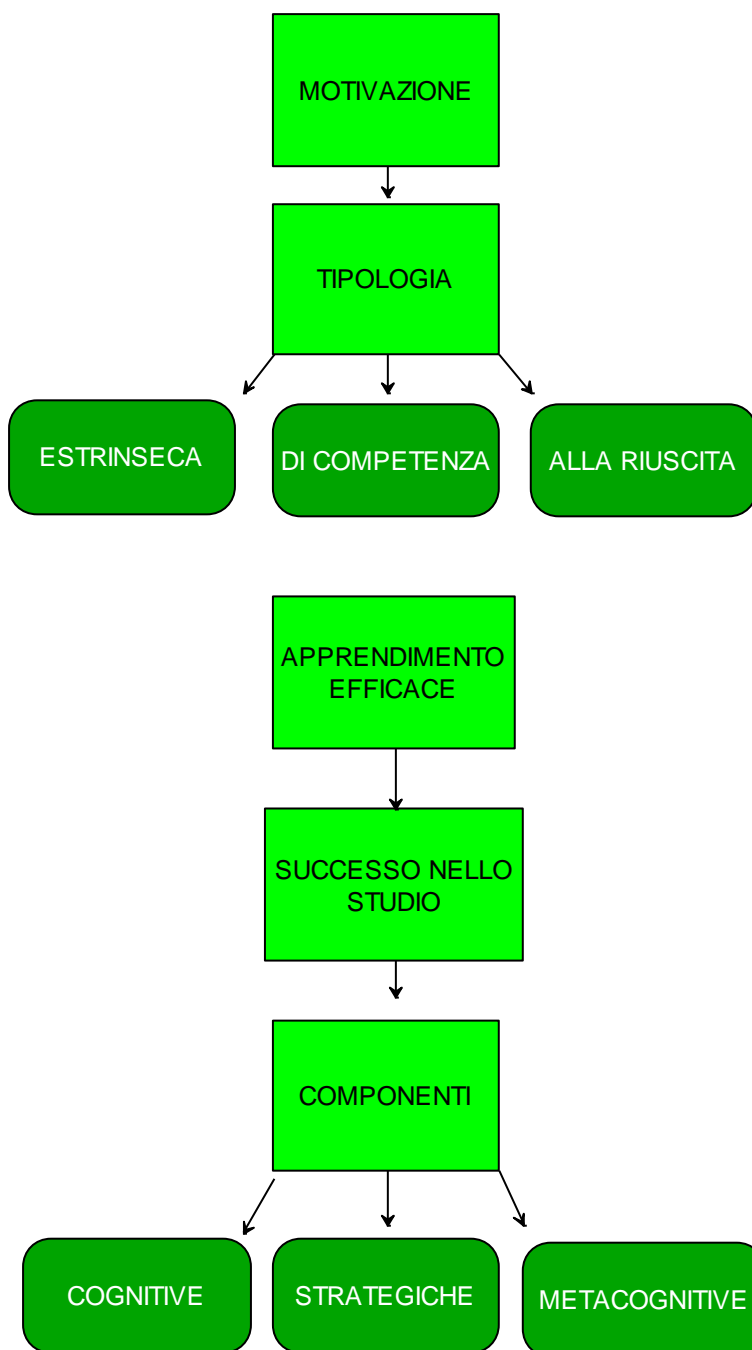 MOTIVAZIONE
TIPOLOGIA
ESTRINSECA
DI COMPETENZA
ALLA RIUSCITA
APPRENDIMENTO
EFFICACE
SUCCESSO NELLO
STUDIO
COMPONENTI
COGNITIVE
STRATEGICHE
METACOGNITIVE